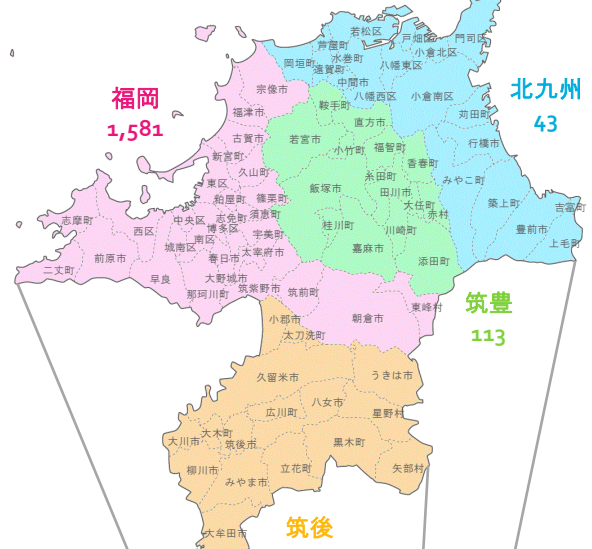 若松区
芦屋町
戸畑区
門司区
岡垣町
水巻町
小倉北区
遠賀町
八幡東区
中間市
宗像市
八幡西区
小倉南区
北九州
43
福岡
1,581
鞍手町
福津市
直方市
苅田町
古賀市
若宮市
小竹町
福智町
行橋市
新宮町
香春町
久山町
糸田町
みやこ町
東区
飯塚市
田川市
粕屋町
篠栗町
大任町
築上町
吉富町
志摩町
中央区
志免町
須恵町
赤村
西区
博多区
桂川町
川崎町
豊前市
南区
宇美町
城南区
嘉麻市
上毛町
前原市
春日市
太宰府市
添田町
二丈町
早良
大野城市
那珂川町
筑紫野市
筑前町
東峰村
筑豊
113
朝倉市
小郡市
太刀洗町
久留米市
うきは市
八女市
広川町
星野村
大木町
大川市
筑後市
黒木町
柳川市
立花町
矢部村
みやま市
大牟田市
筑後